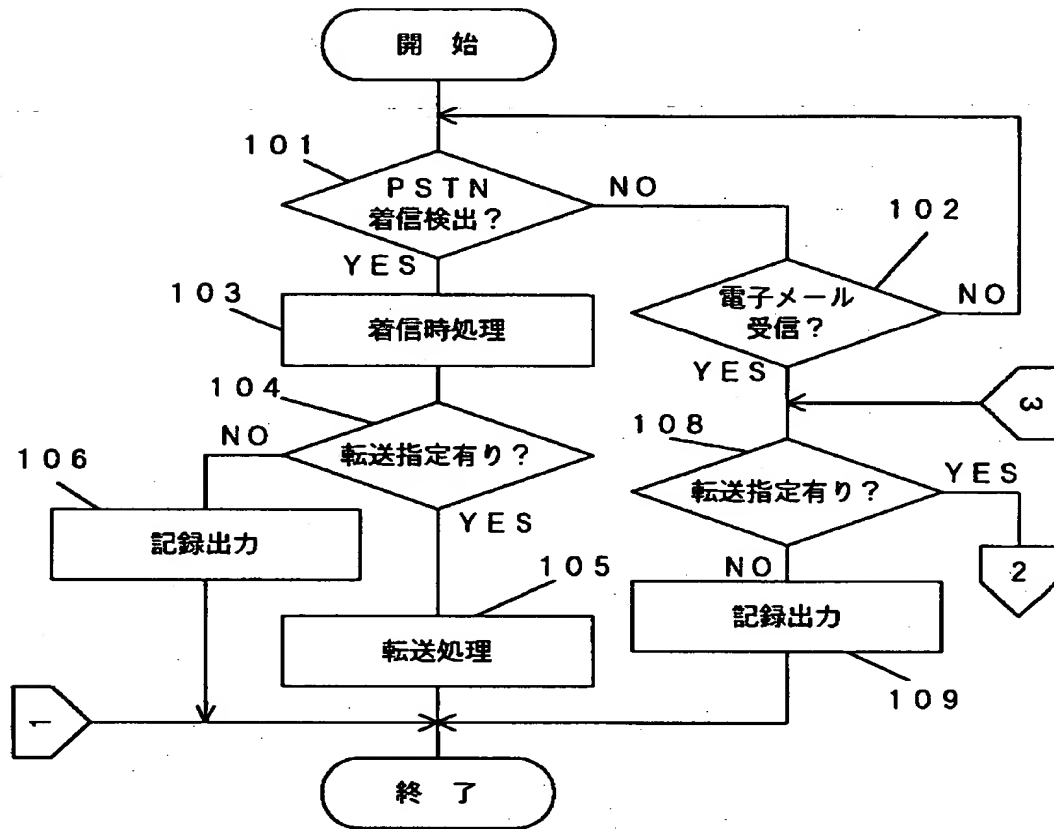 開 始
101
PSTN
着信検出?
NO
YES
102
電子メール
受信?
NO
YES
103
着信時処理
3
104
転送指定有り?
NO
YES
108
転送指定有り?
YES
NO
106
記録出力
2
105
転送処理
記録出力
109
1
終 了